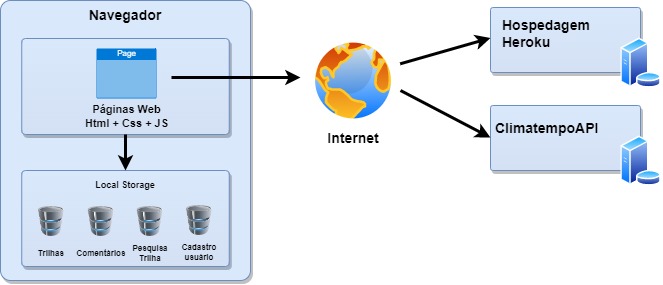 Navegador
Page
Páginas Web
Html + Css + JS
Local Storage
Trilhas
Comentários
Pesquisa
Trilha
Cadastro
usuário
Internet
Hospedagem
Heroku
ClimatempoAPI